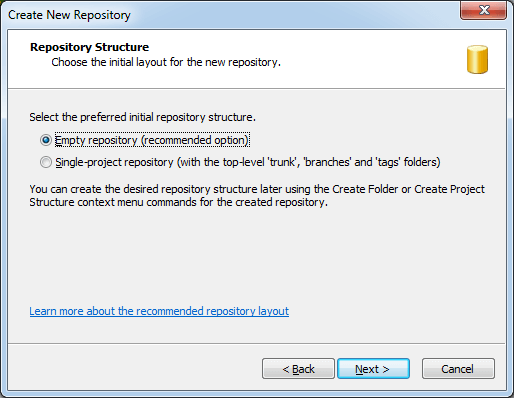 Create New Repository
Repository Structure
Choose the initial layout for the new repository.
Select the preferred initial repository structure.
Empty repository (recommended option)
Single-project repository (with the top-level 'trunk', 'branches' and 'tags' folders)
You can create the desired repository structure later using the Create Folder or Create Project
Structure context menu commands for the created repository.
Learn more about the recommended repository layout
< Back
Next >
Cancel